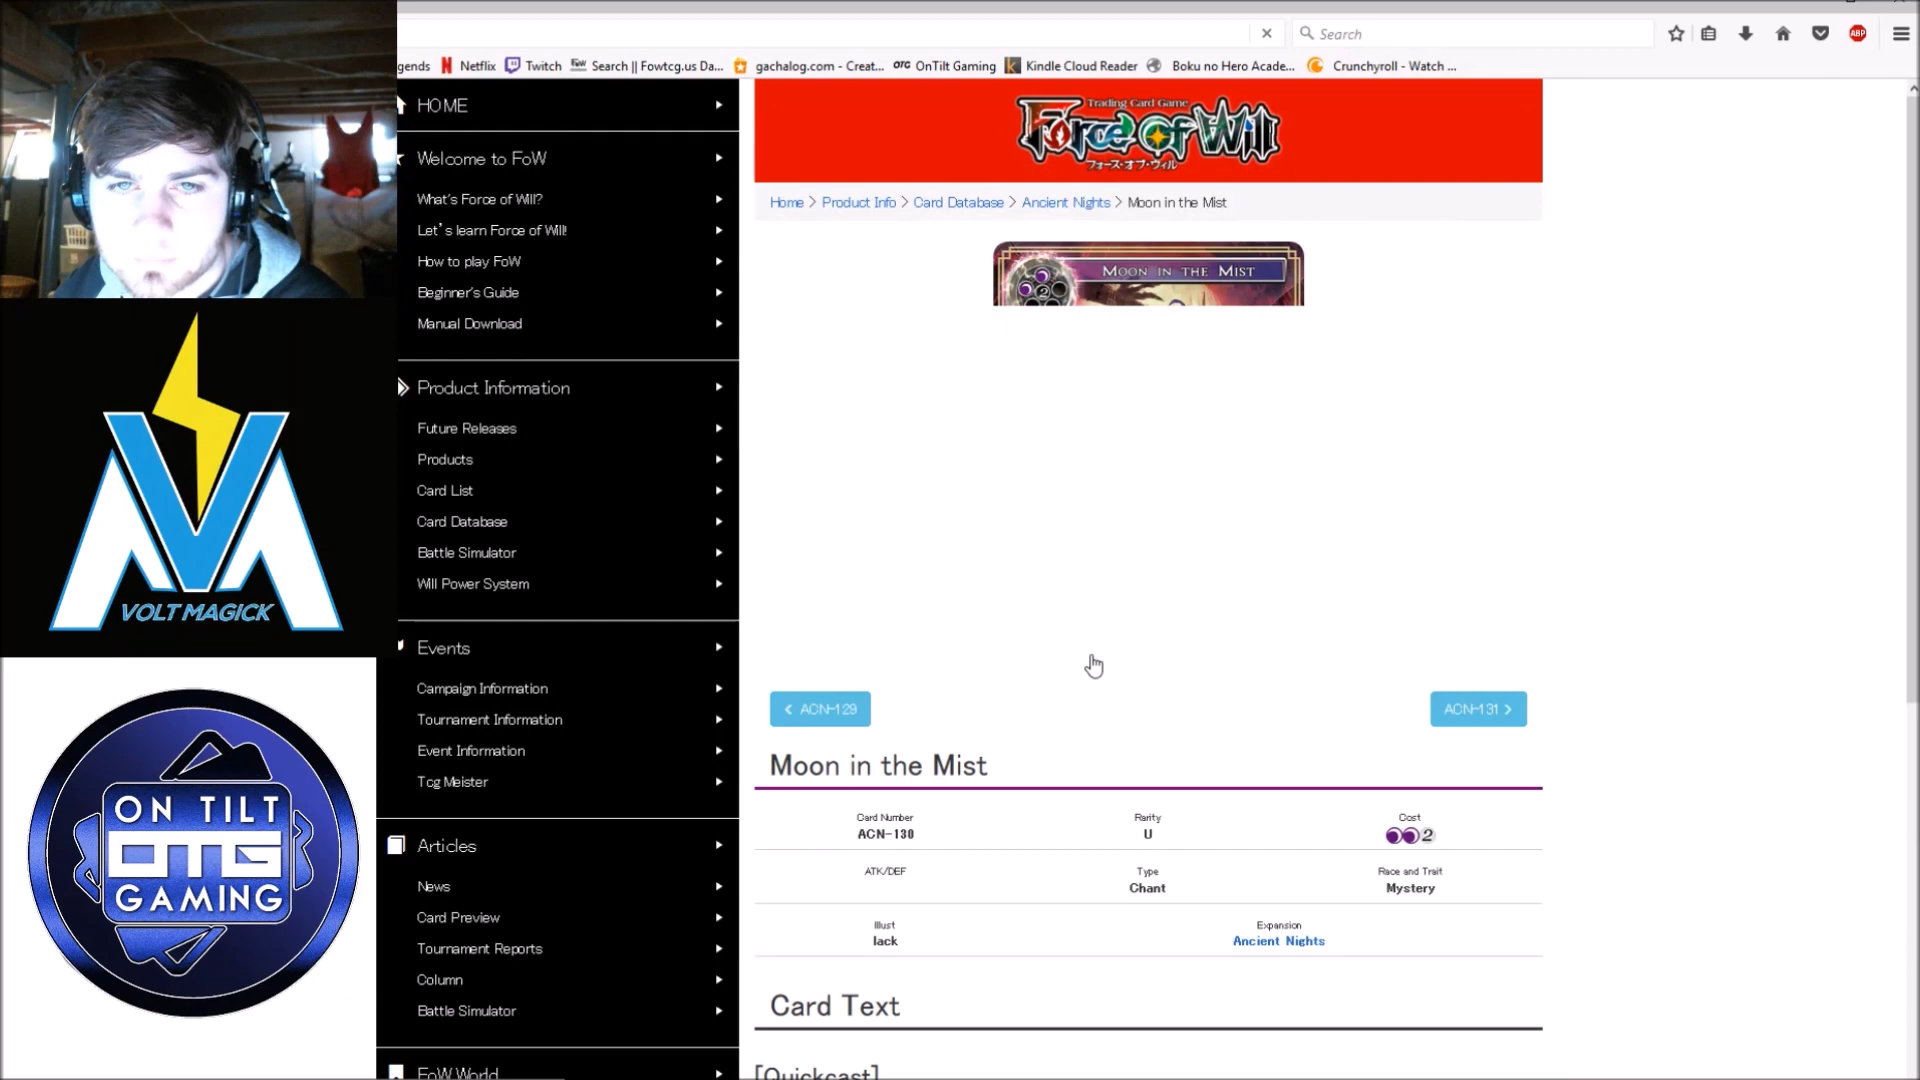 Search
gends Netflix Twitch Search || Fowtcg.us Da... gachalog.com - Creat... OTG OnTilt Gaming Kindle Cloud Reader Boku no Hero Acade... Crunchyroll - Watch ...
ABP
HOME
Welcome to FoW
What's Force of Will?
Let's learn Force of Will!
How to play FoW
Beginner's Guide
Manual Download
Product Information
Future Releases
Products
Card List
Card Database
Battle Simulator
Will Power System
Events
Campaign Information
Tournament Information
Event Information
Tcg Meister
Articles
News
Card Preview
Tournament Reports
Column
Battle Simulator
FoW World
Trading Card Game
Force of Will
フォース・オブ・ウィル
Home > Product Info > Card Database > Ancient Nights > Moon in the Mist
MOON IN THE MIST
2
< ACN-129
ACN-131 >
Moon in the Mist
Card Number Rarity Cost
ACN-130 U 2
ATK/DEF Type Race and Trait
Chant Mystery
Illust Expansion
lack Ancient Nights
Card Text
[Quickcast]
VOLT MAGICK
ON TILT
OTG
GAMING